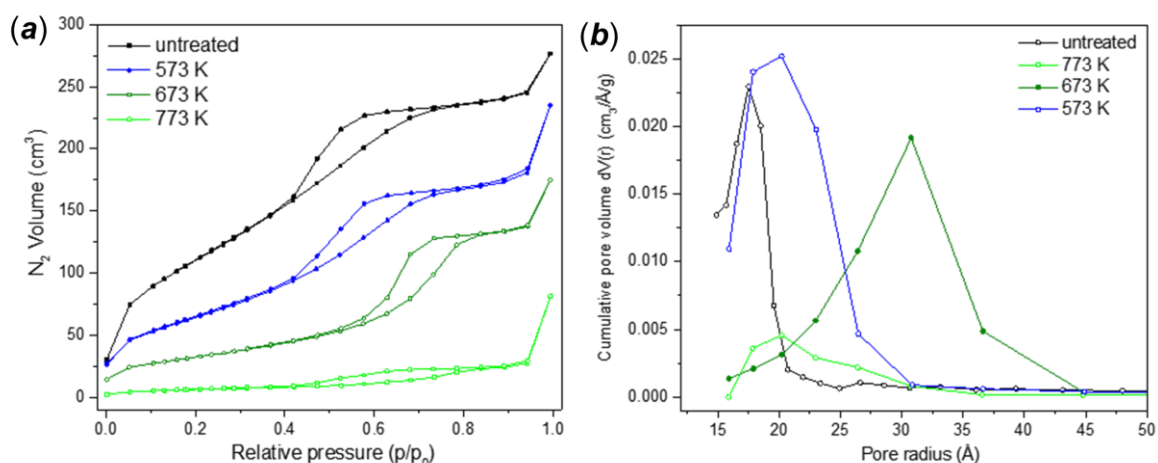 (a)
untreated
573 K
673 K
773 K
N₂ Volume (cm³)
300
250
200
150
100
50
0
0.0 0.2 0.4 0.6 0.8 1.0
Relative pressure (p/p₀)
(b)
untreated
773 K
673 K
573 K
Cumulative pore volume dV(r) (cm₃/Å/g)
0.025
0.020
0.015
0.010
0.005
0.000
15 20 25 30 35 40 45 50
Pore radius (Å)